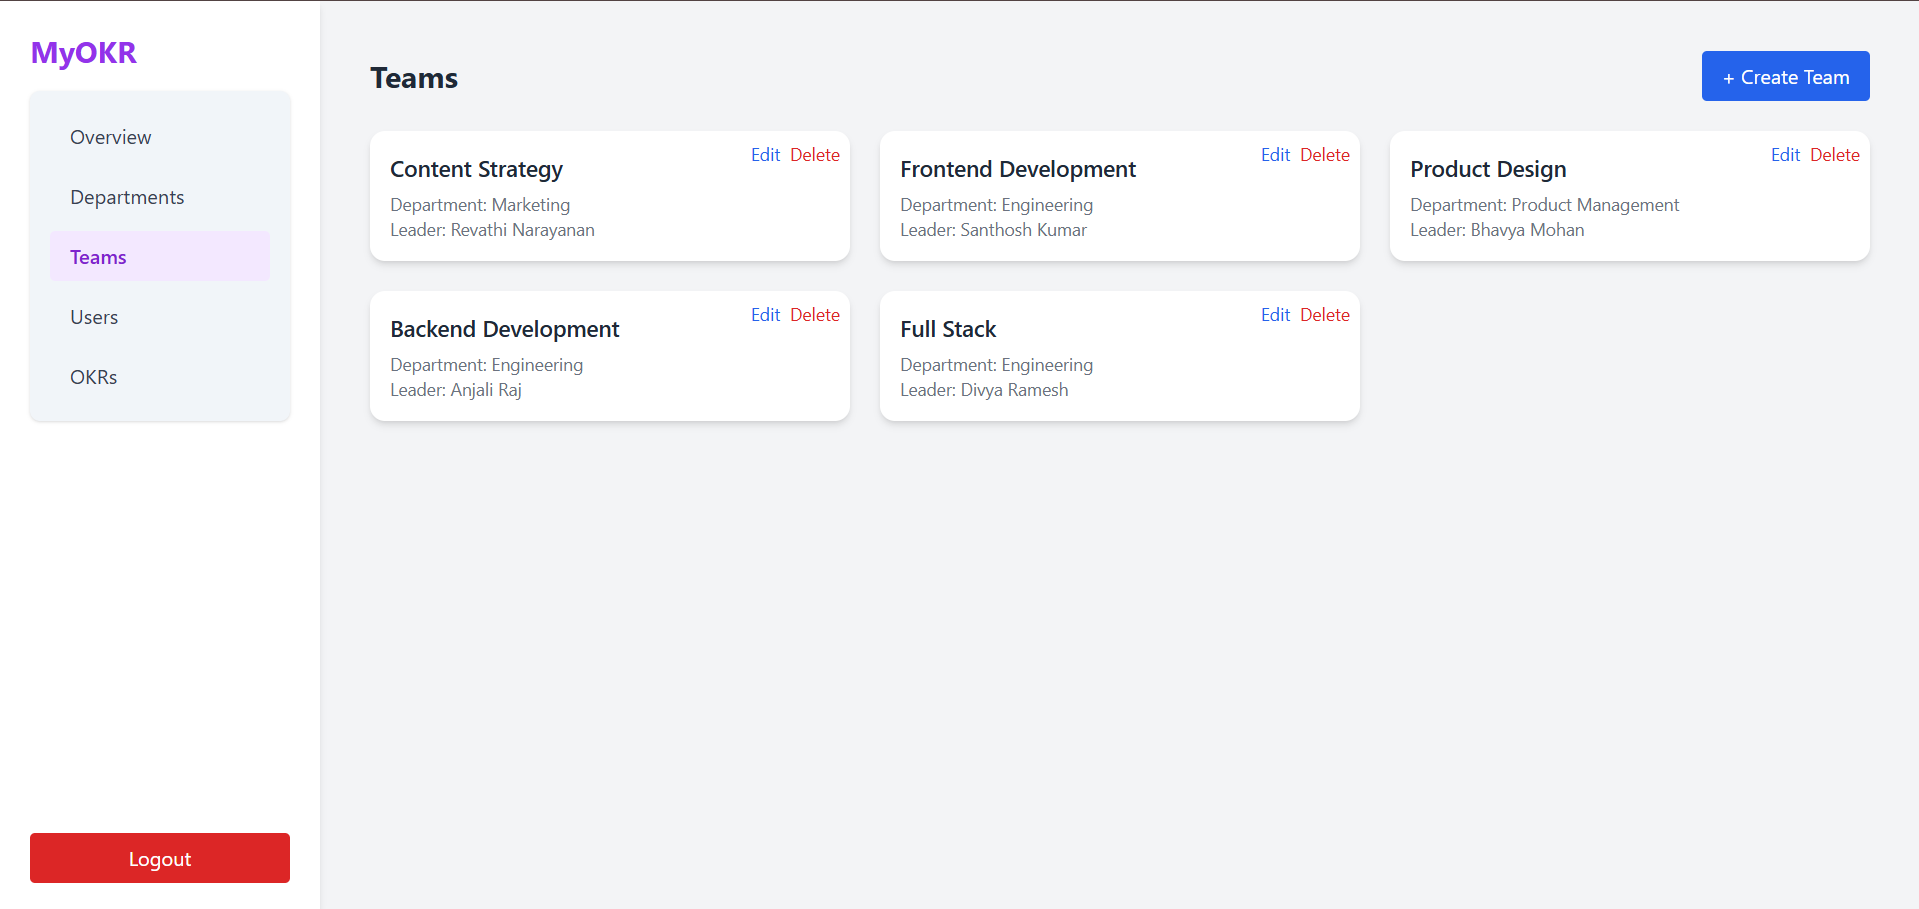 MyOKR
Overview
Departments
Teams
Users
OKRs
Logout
Teams
+ Create Team
Content Strategy
Edit Delete
Department: Marketing
Leader: Revathi Narayanan
Frontend Development
Edit Delete
Department: Engineering
Leader: Santhosh Kumar
Product Design
Edit Delete
Department: Product Management
Leader: Bhavya Mohan
Backend Development
Edit Delete
Department: Engineering
Leader: Anjali Raj
Full Stack
Edit Delete
Department: Engineering
Leader: Divya Ramesh